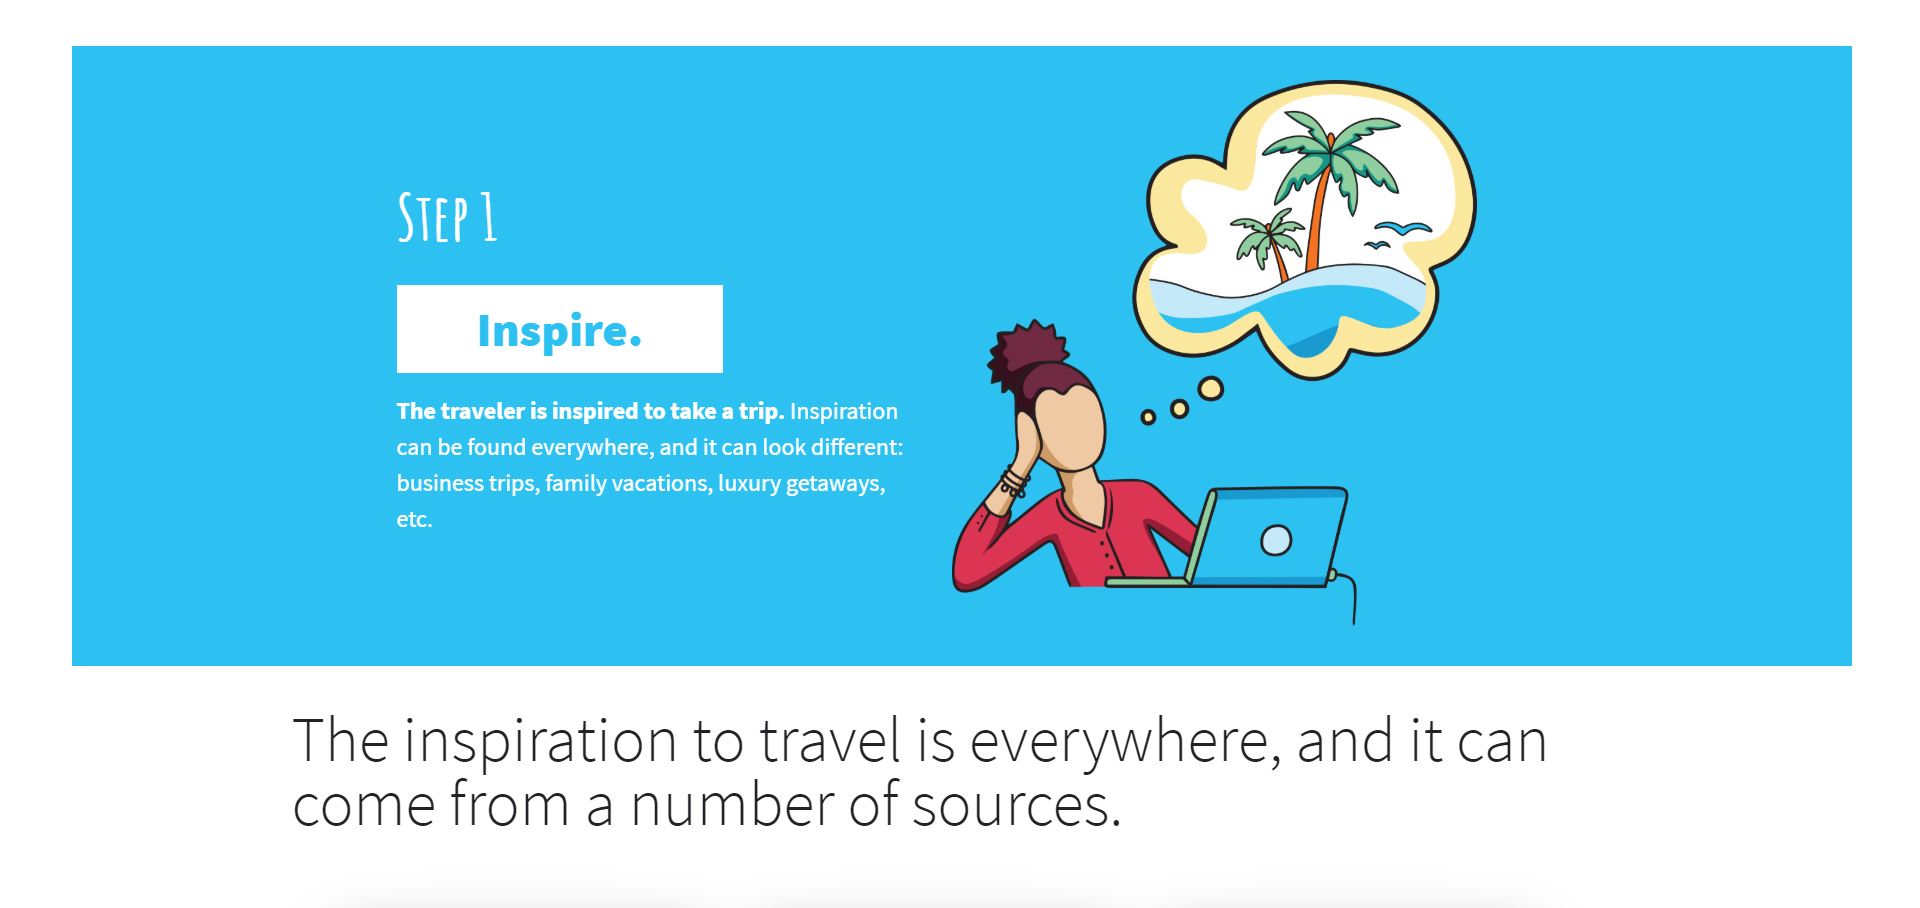 Step 1
Inspire.
The traveler is inspired to take a trip. Inspiration
can be found everywhere, and it can look different:
business trips, family vacations, luxury getaways,
etc.
The inspiration to travel is everywhere, and it can
come from a number of sources.